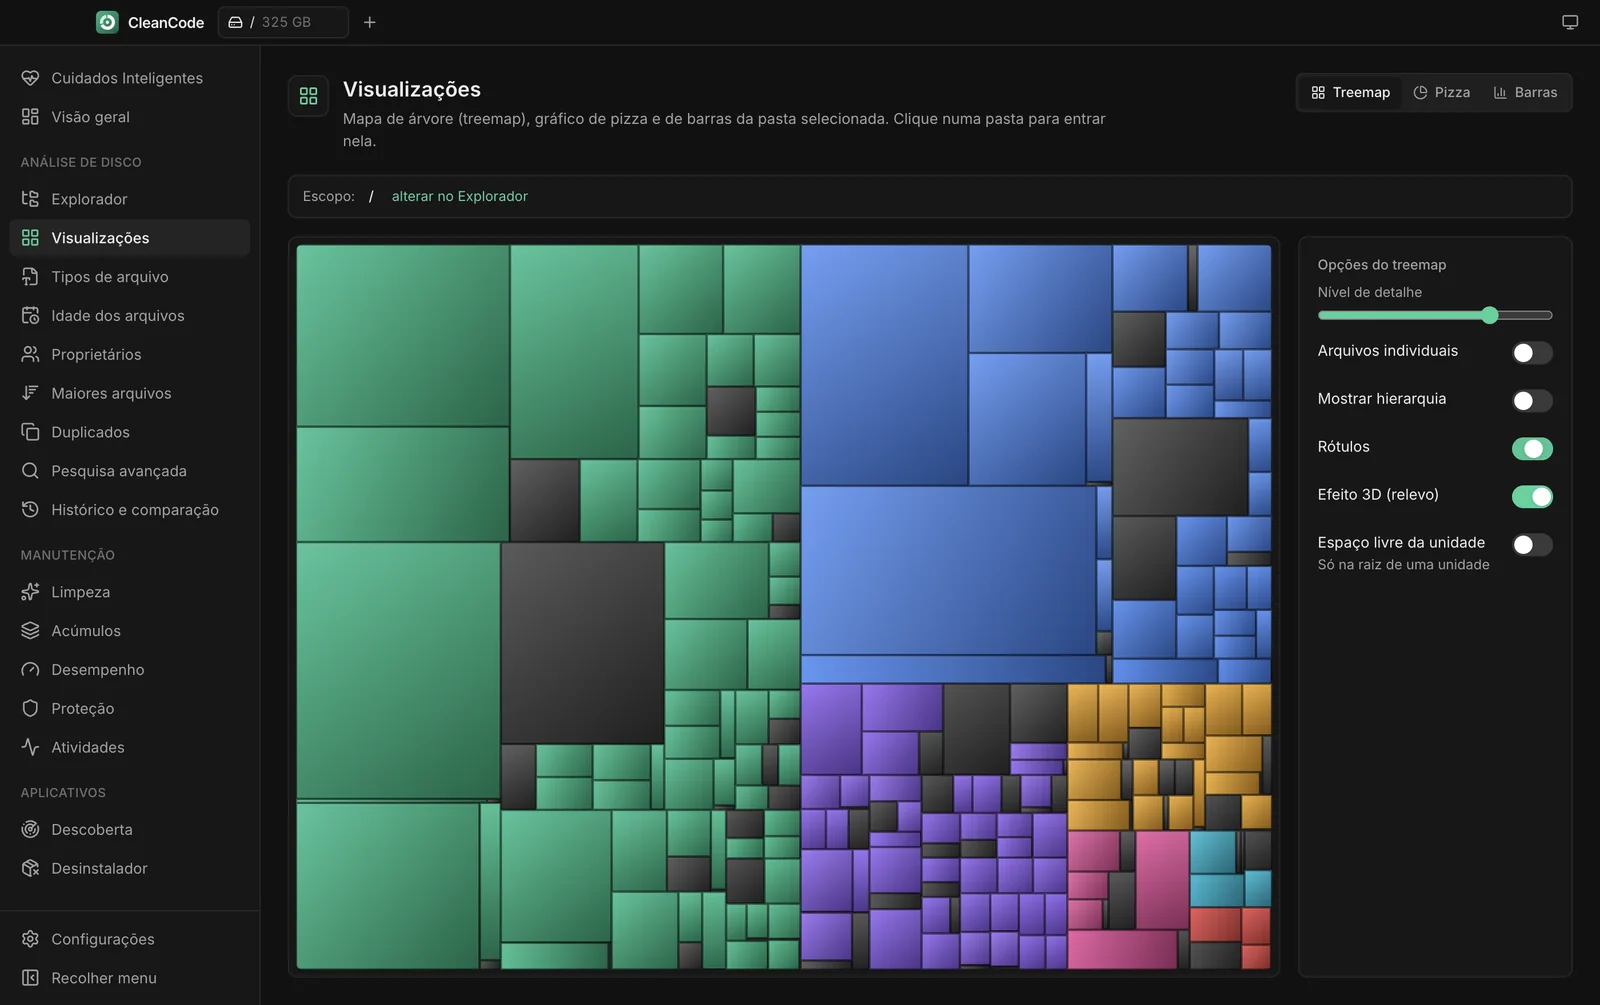 CleanCode
/ 325 GB
Cuidados Inteligentes
Visão geral
ANÁLISE DE DISCO
Explorador
Visualizações
Tipos de arquivo
Idade dos arquivos
Proprietários
Maiores arquivos
Duplicados
Pesquisa avançada
Histórico e comparação
MANUTENÇÃO
Limpeza
Acúmulos
Desempenho
Proteção
Atividades
APLICATIVOS
Descoberta
Desinstalador
Configurações
Recolher menu
Visualizações
Mapa de árvore (treemap), gráfico de pizza e de barras da pasta selecionada. Clique numa pasta para entrar
nela.
Treemap Pizza Barras
Escopo: / alterar no Explorador
Opções do treemap
Nível de detalhe
Arquivos individuais
Mostrar hierarquia
Rótulos
Efeito 3D (relevo)
Espaço livre da unidade
Só na raiz de uma unidade